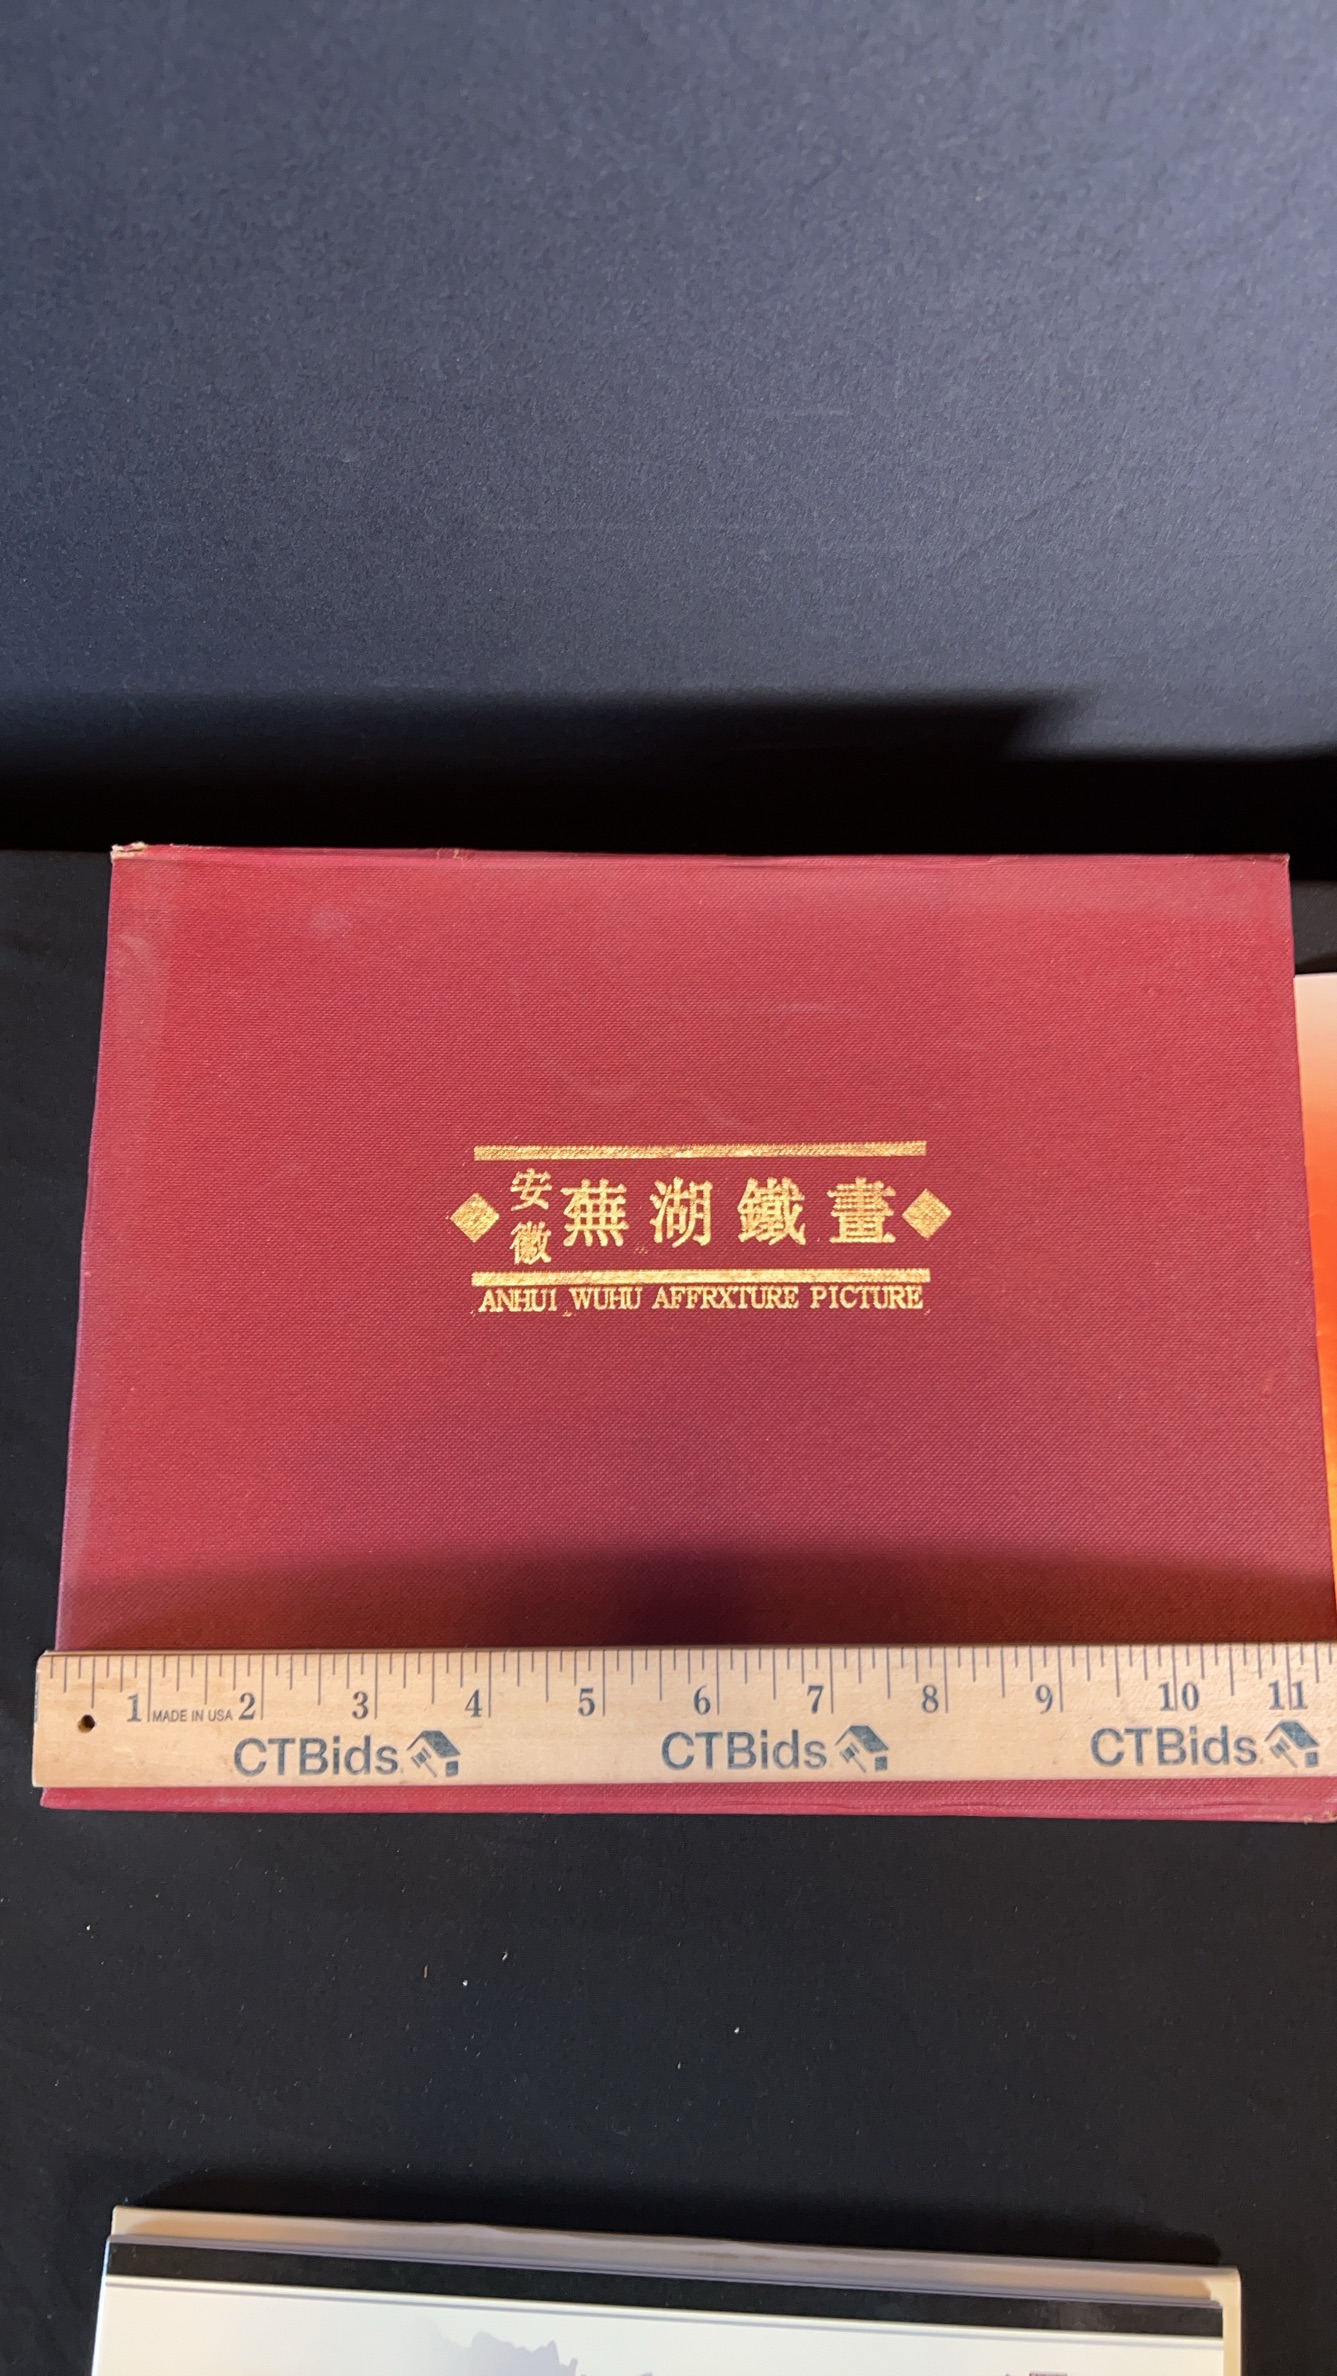 安徽 蕪湖鐵畫
ANHUI WUHU AFFRXTURE PICTURE
1 MADE IN USA 2 3 4 5 6 7 8 9 10 11
CTBids CTBids CTBids